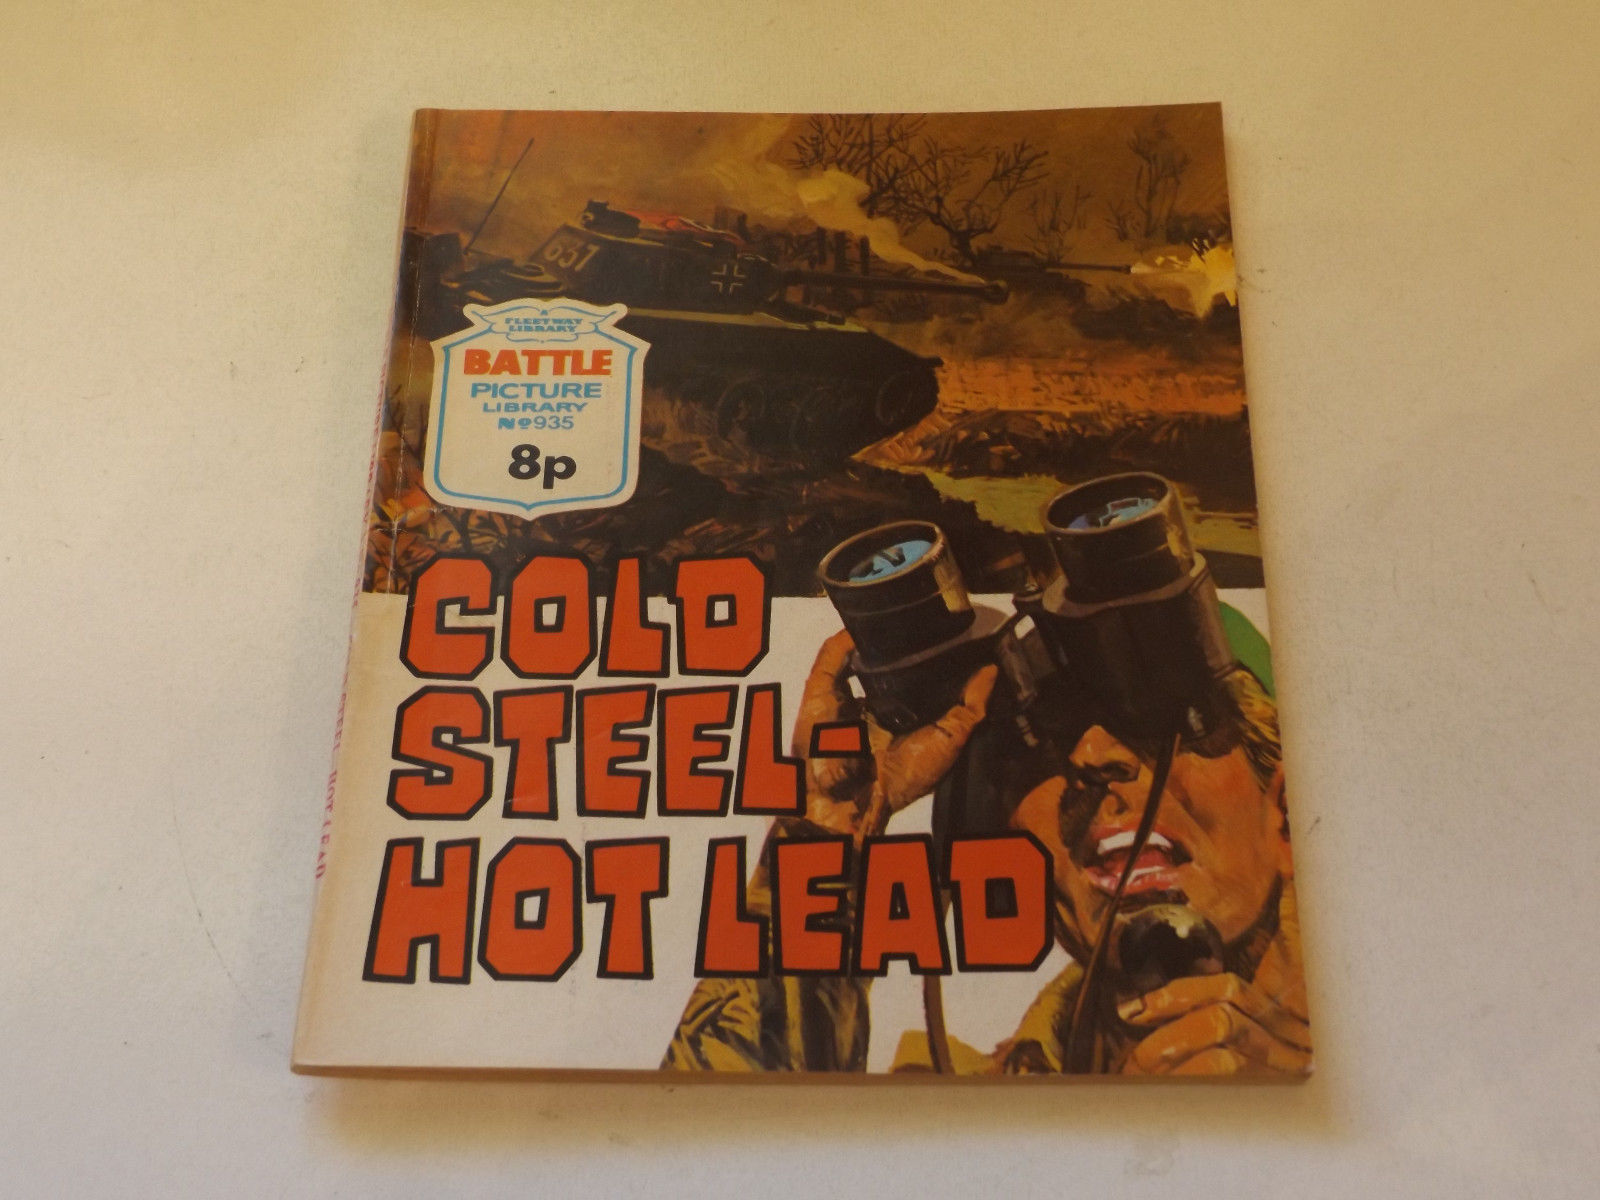 637
A
FLEETWAY
LIBRARY
BATTLE
PICTURE
LIBRARY
No 935
8p
COLD
STEEL-
HOT LEAD